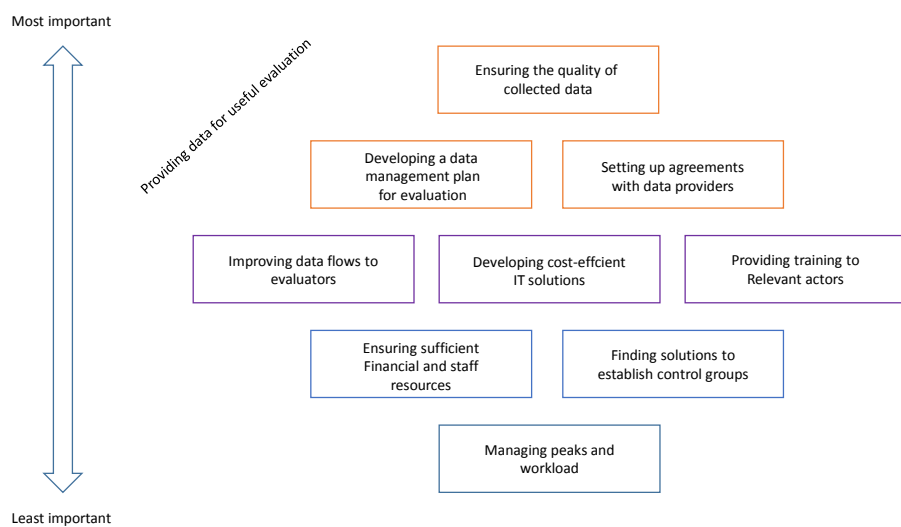 Most important
Providing data for useful evaluation
Ensuring the quality of
collected data
Developing a data
management plan
for evaluation
Setting up agreements
with data providers
Improving data flows to
evaluators
Developing cost-effcient
IT solutions
Providing training to
Relevant actors
Ensuring sufficient
Financial and staff
resources
Finding solutions to
establish control groups
Managing peaks and
workload
Least important